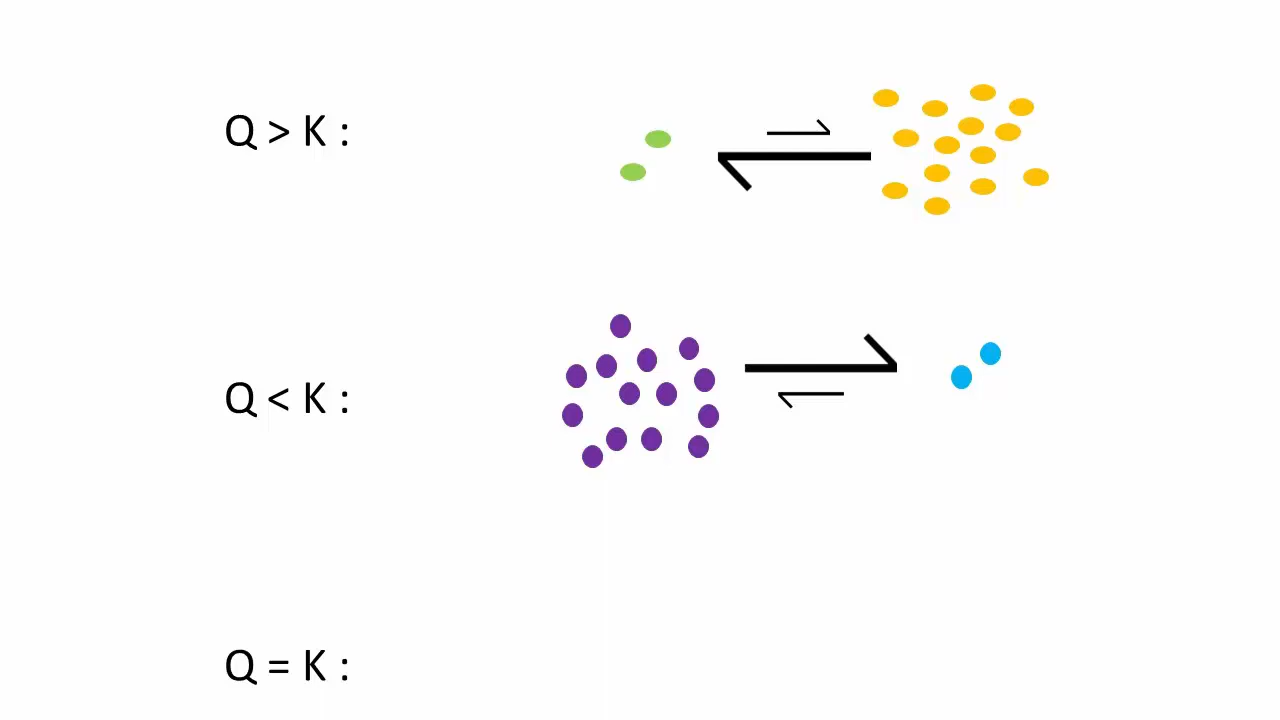 Q > K :
Q < K :
Q = K :